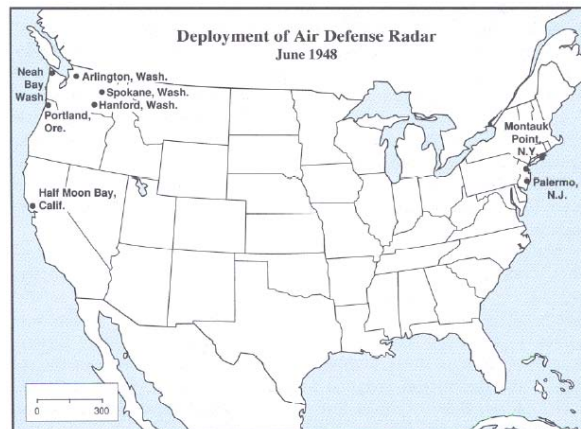 Deployment of Air Defense Radar
June 1948
Neah
Bay
Wash
Arlington, Wash.
Spokane, Wash.
Hanford, Wash.
Portland,
Ore.
Half Moon Bay,
Calif.
Montauk
Point,
N.Y.
Palermo,
N.J.
0
300